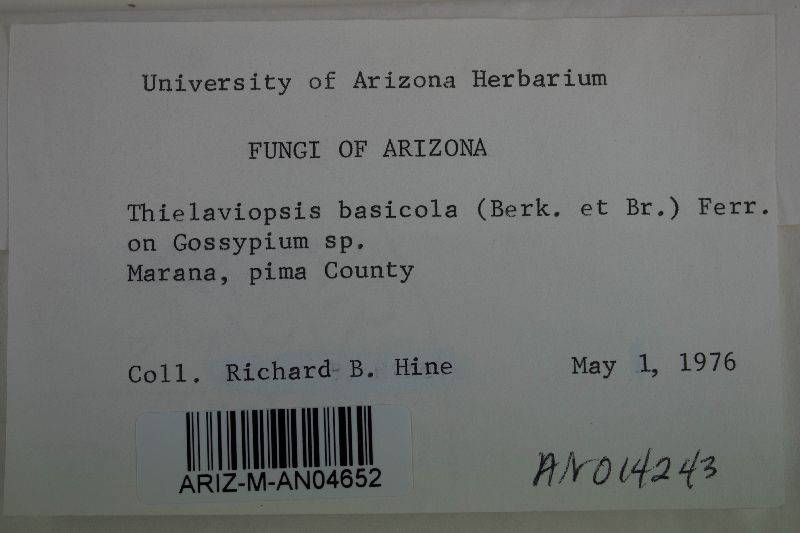 University of Arizona Herbarium
FUNGI OF ARIZONA
Thielaviopsis basicola (Berk. et Br.) Ferr.
on Gossypium sp.
Marana, pima County
Coll. Richard B. Hine May 1, 1976
ARIZ-M-AN04652
AN014243